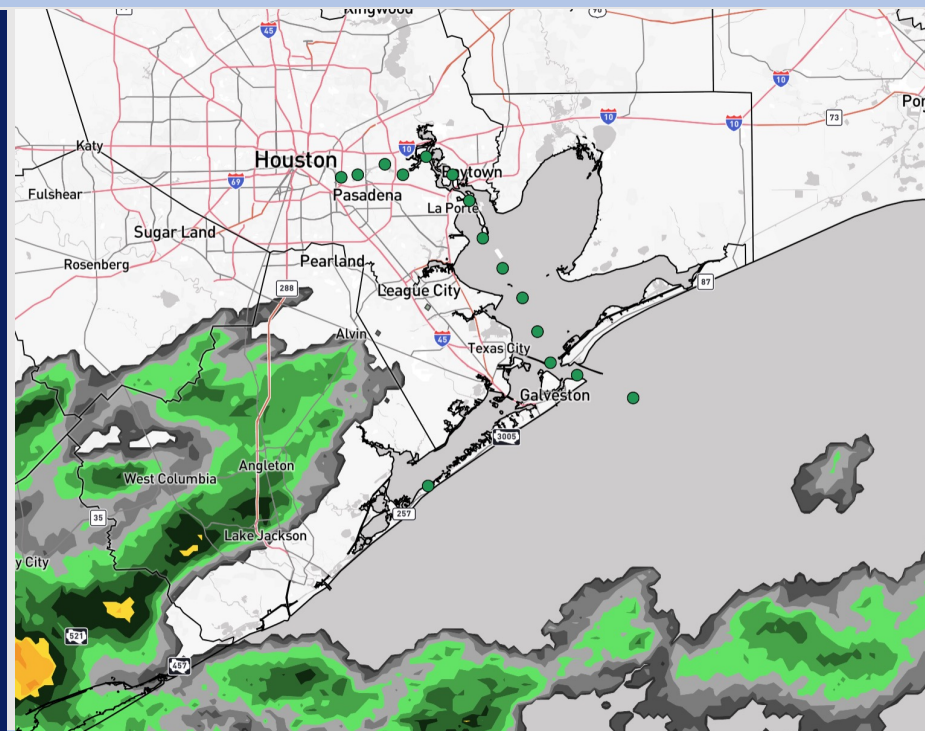 Kingwood
90
45
10
Katy
Houston
10
10
10
73
Fulshear
69
Pasadena
Baytown
La Porte
Sugar Land
Rosenberg
Pearland
288
League City
87
Alvin
45
Texas City
Galveston
3005
Angleton
West Columbia
35
257
Lake Jackson
y City
521
457